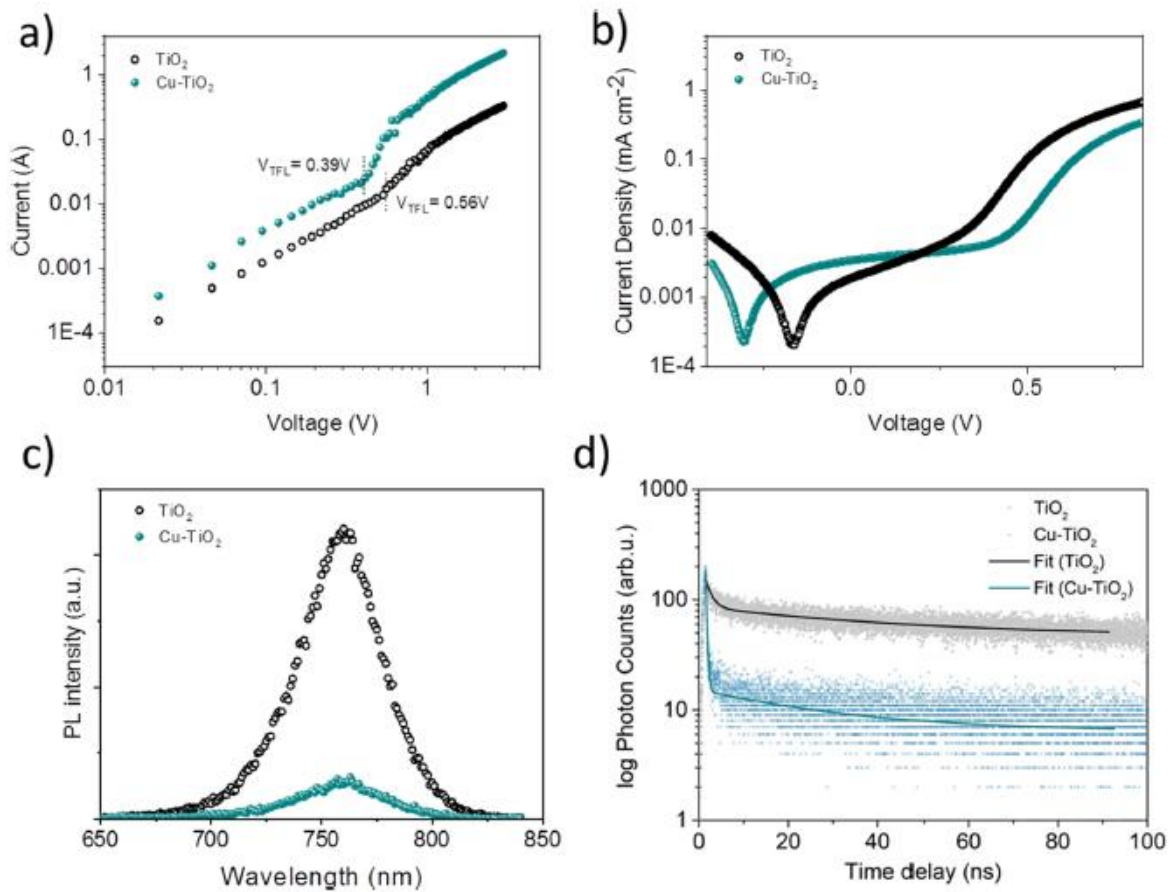 a)
TiO2
Cu-TiO2
Current (A)
1
0.1
0.01
0.001
1E-4
VTFL= 0.39V
VTFL= 0.56V
0.01
0.1
1
Voltage (V)
b)
TiO2
Cu-TiO2
Current Density (mA cm-2)
1
0.1
0.01
0.001
1E-4
0.0
0.5
Voltage (V)
c)
TiO2
Cu-TiO2
PL intensity (a.u.)
650
700
750
800
850
Wavelength (nm)
d)
TiO2
Cu-TiO2
Fit (TiO2)
Fit (Cu-TiO2)
log Photon Counts (arb.u.)
1000
100
10
1
0
20
40
60
80
100
Time delay (ns)